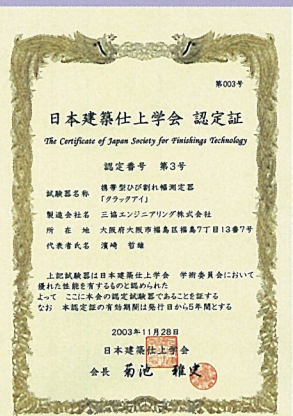 第003号
日本建築仕上学会 認定証
The Certificate of Japan Society for Finishings Technology
認定番号 第3号
試験器名称 携帯型ひび割れ幅測定器
「クラックアイ」
製造会社名 三協エンジニアリング株式会社
所 在 地 大阪府大阪市福島区福島7丁目13番7号
代表者氏名 濱崎 哲雄
上記試験器は日本建築仕上学会 学術委員会において
優れた性能を有するものと認められた
よって ここに本会の認定試験器であることを証する
なお 本認定証の有効期間は発行日から5年間とする
2003年11月28日
日本建築仕上学会
会長 菊池 雅史